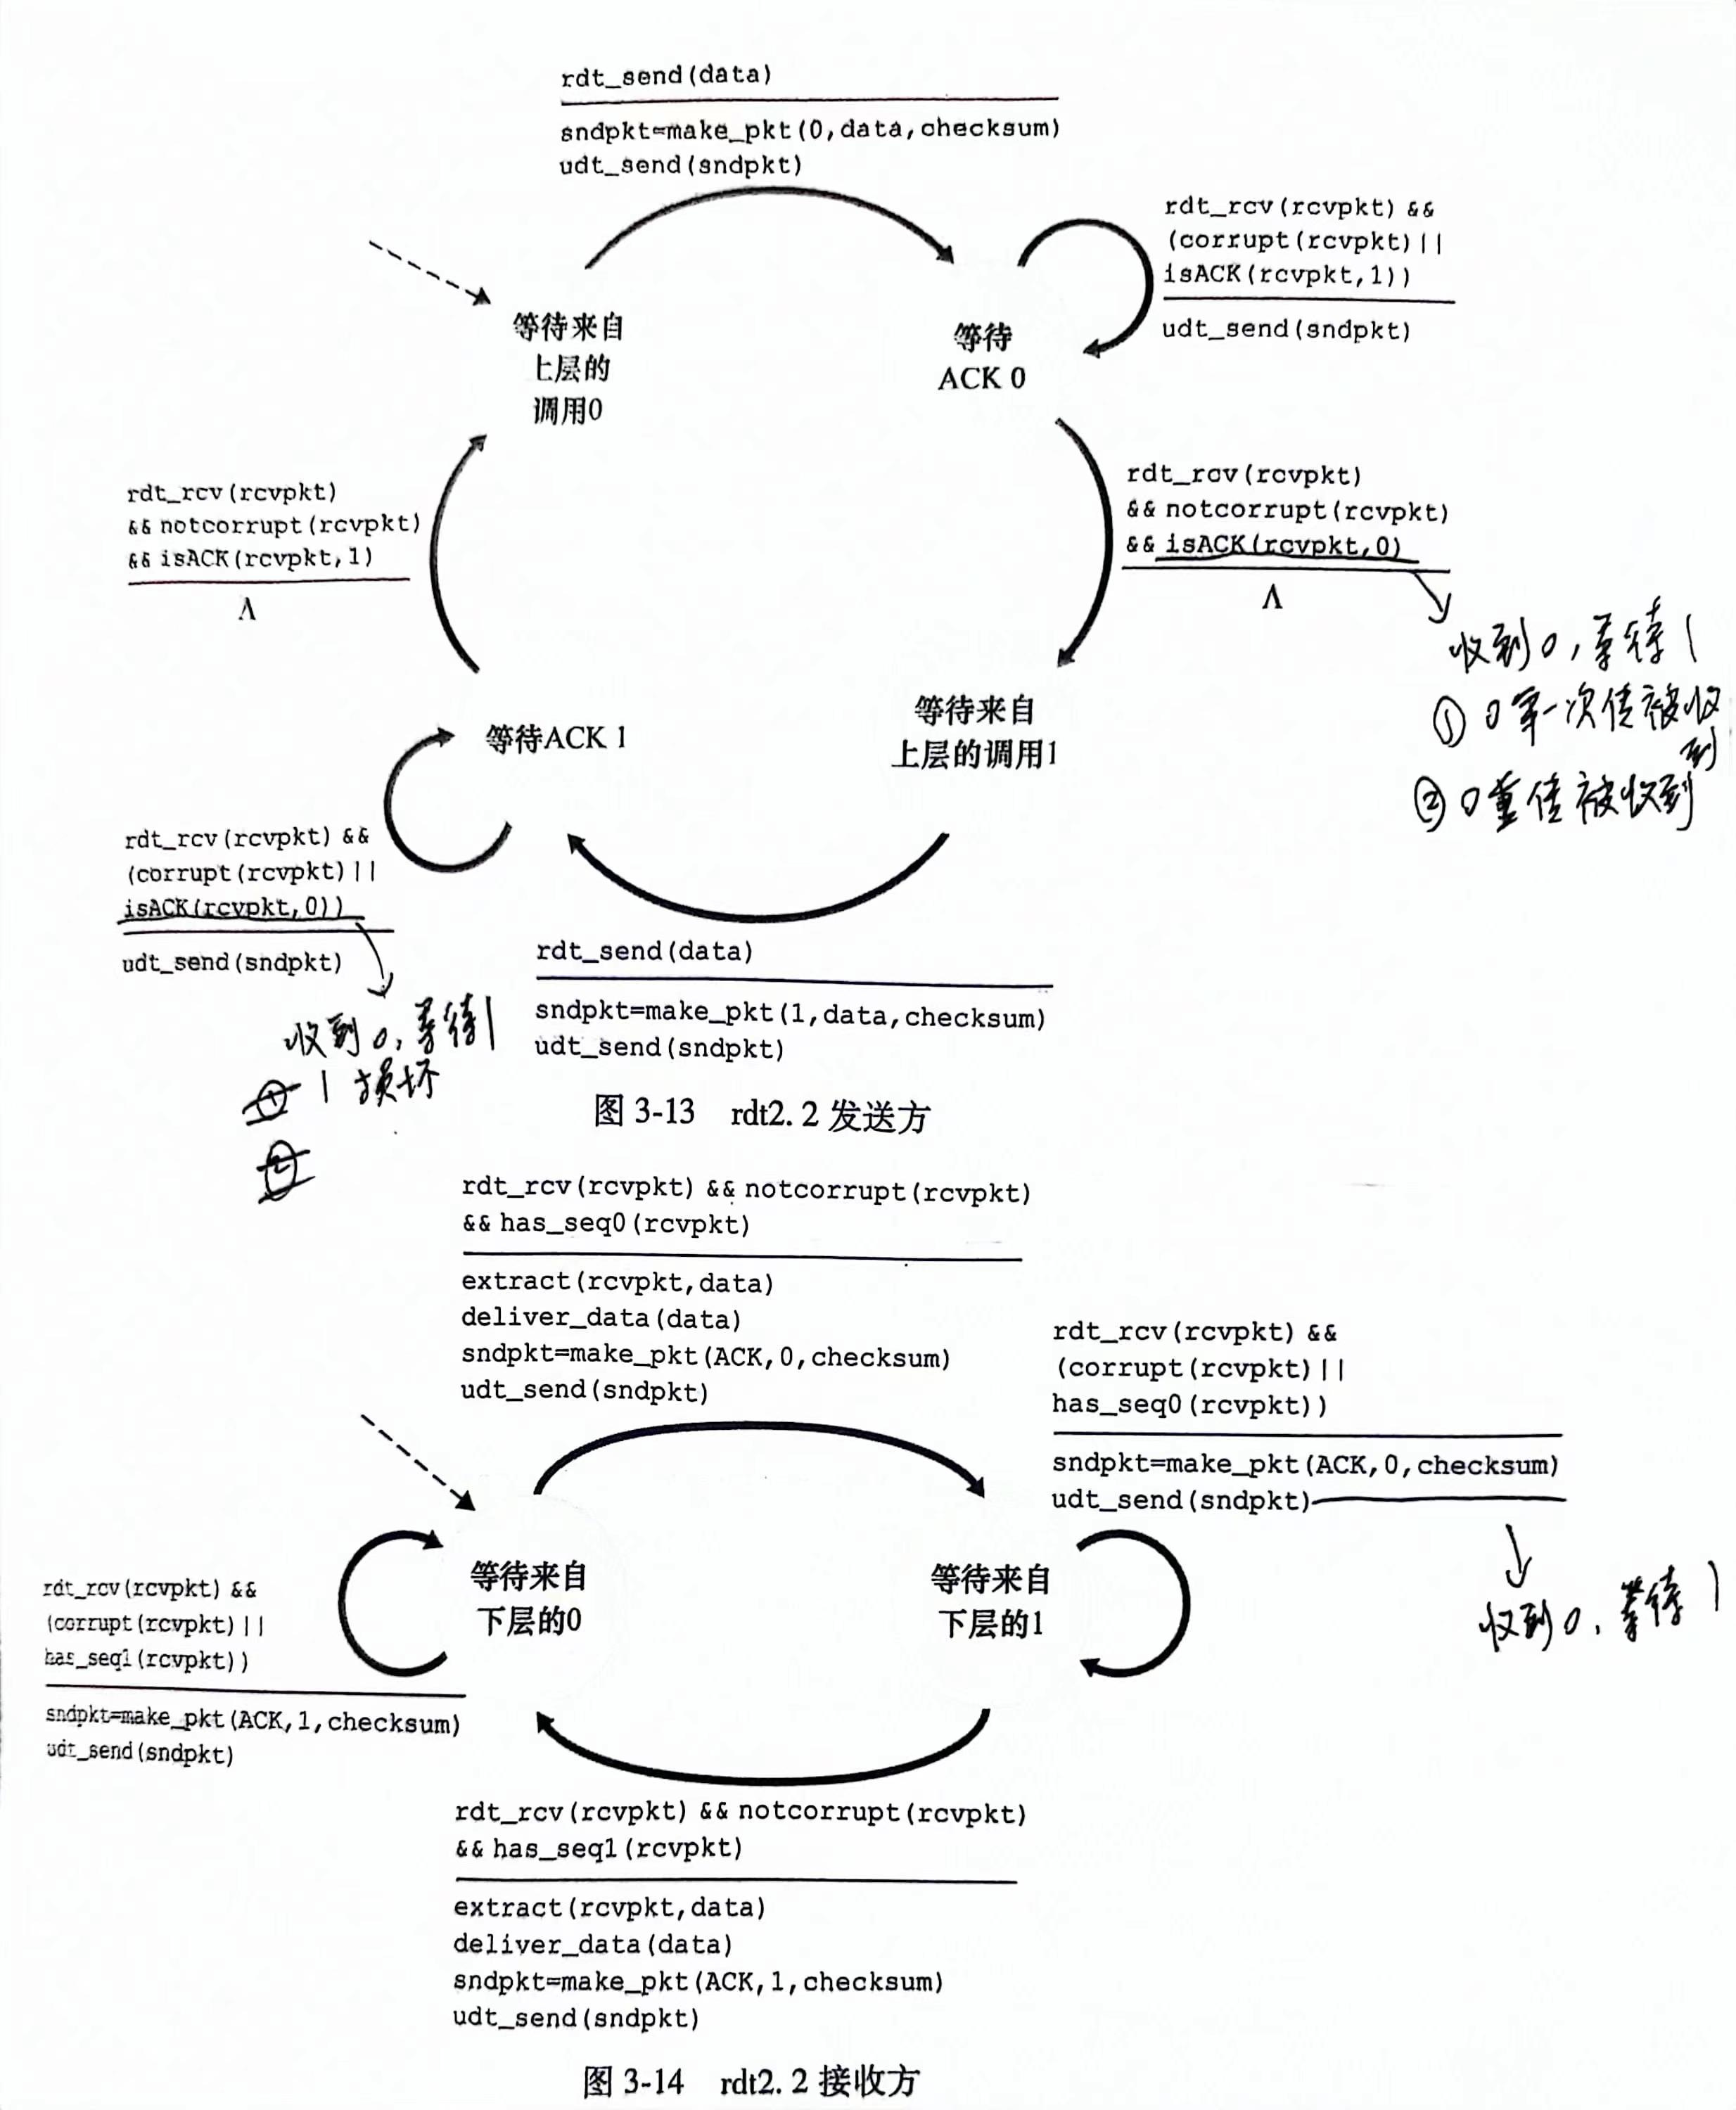 rdt_send(data)
sndpkt=make_pkt(0,data,checksum)
udt_send(sndpkt)
rdt_rcv(rcvpkt) &&
(corrupt(rcvpkt)||
isACK(rcvpkt,1))
udt_send(sndpkt)
等待来自
上层的
调用0
等待
ACK 0
rdt_rcv(rcvpkt)
&& notcorrupt(rcvpkt)
&& isACK(rcvpkt,1)
Λ
rdt_rcv(rcvpkt)
&& notcorrupt(rcvpkt)
&& isACK(rcvpkt,0)
Λ
收到0,等待1
① 0第一次传被收
到
② 0重传被收到
等待ACK 1
等待来自
上层的调用1
rdt_rcv(rcvpkt) &&
(corrupt(rcvpkt)||
isACK(rcvpkt,0))
udt_send(sndpkt)
收到0,等待1
① 1损坏
②
rdt_send(data)
sndpkt=make_pkt(1,data,checksum)
udt_send(sndpkt)
图 3-13 rdt2. 2 发送方
rdt_rcv(rcvpkt) && notcorrupt(rcvpkt)
&& has_seq0(rcvpkt)
extract(rcvpkt,data)
deliver_data(data)
sndpkt=make_pkt(ACK,0,checksum)
udt_send(sndpkt)
rdt_rcv(rcvpkt) &&
(corrupt(rcvpkt)||
has_seq0(rcvpkt))
sndpkt=make_pkt(ACK,0,checksum)
udt_send(sndpkt)
收到0,等待1
等待来自
下层的0
等待来自
下层的1
rdt_rcv(rcvpkt) &&
(corrupt(rcvpkt)||
has_seq1(rcvpkt))
sndpkt=make_pkt(ACK,1,checksum)
udt_send(sndpkt)
rdt_rcv(rcvpkt) && notcorrupt(rcvpkt)
&& has_seq1(rcvpkt)
extract(rcvpkt,data)
deliver_data(data)
sndpkt=make_pkt(ACK,1,checksum)
udt_send(sndpkt)
图 3-14 rdt2. 2 接收方